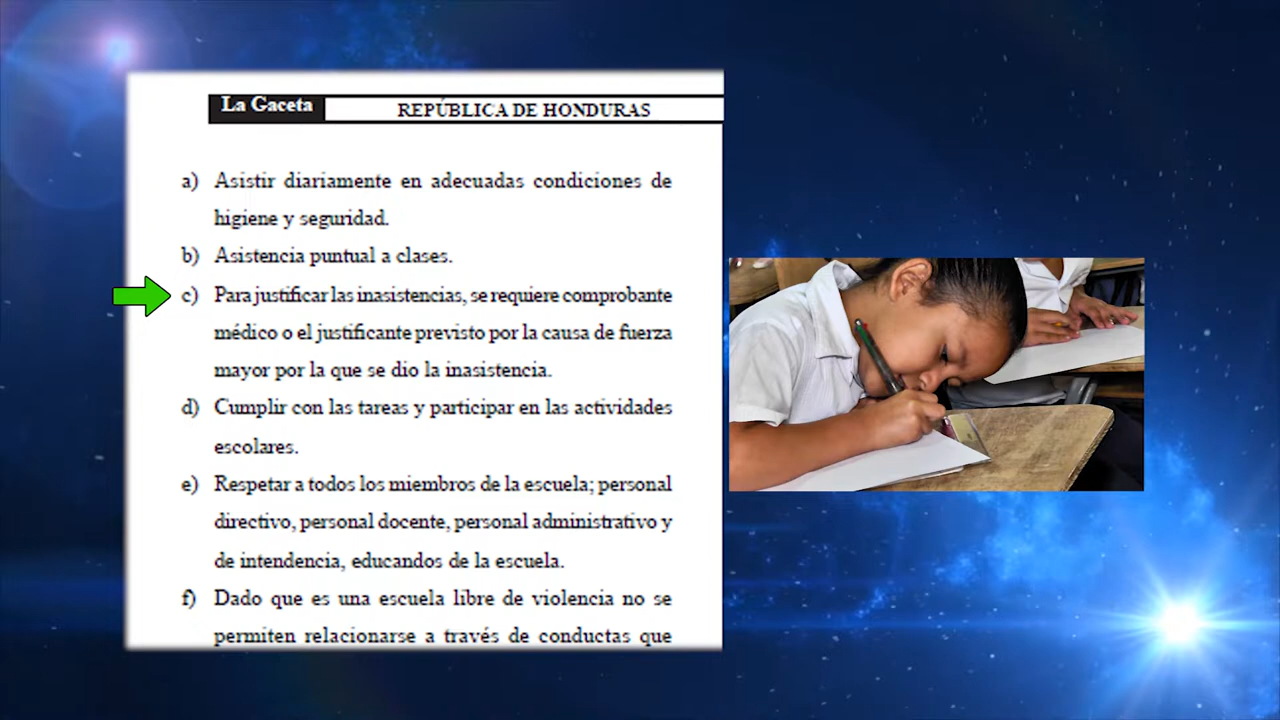 La Gaceta REPÚBLICA DE HONDURAS
a) Asistir diariamente en adecuadas condiciones de
higiene y seguridad.
b) Asistencia puntual a clases.
c) Para justificar las inasistencias, se requiere comprobante
médico o el justificante previsto por la causa de fuerza
mayor por la que se dio la inasistencia.
d) Cumplir con las tareas y participar en las actividades
escolares.
e) Respetar a todos los miembros de la escuela; personal
directivo, personal docente, personal administrativo y
de intendencia, educandos de la escuela.
f) Dado que es una escuela libre de violencia no se
permiten relacionarse a través de conductas que